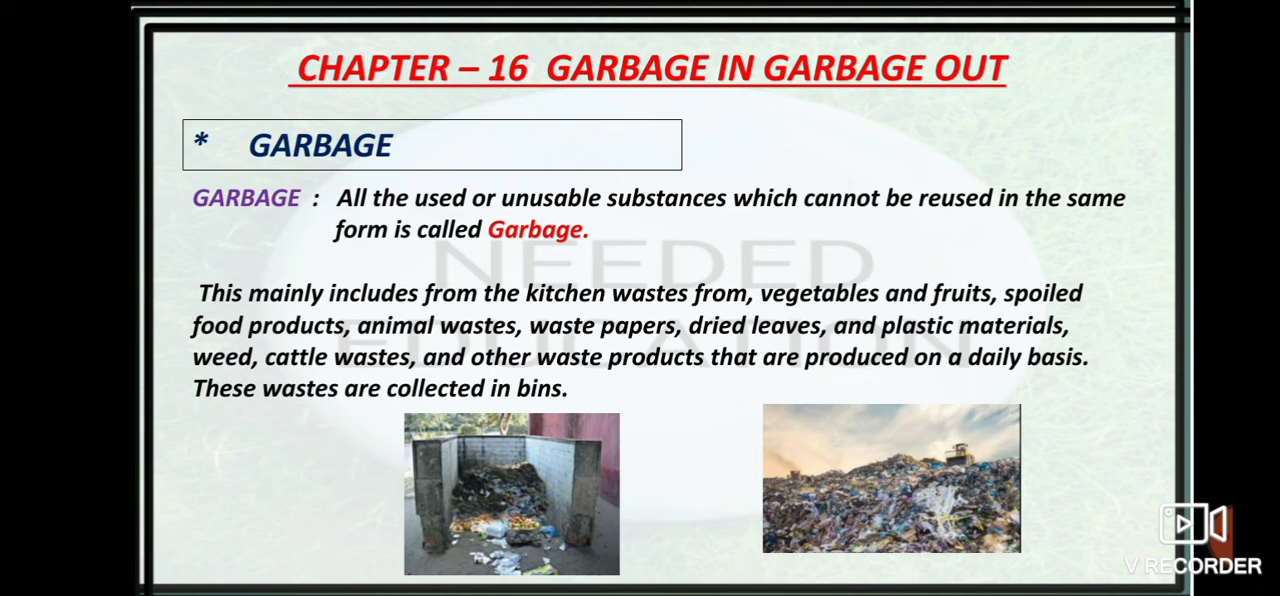 CHAPTER – 16 GARBAGE IN GARBAGE OUT
* GARBAGE
GARBAGE : All the used or unusable substances which cannot be reused in the same
form is called Garbage.
This mainly includes from the kitchen wastes from, vegetables and fruits, spoiled
food products, animal wastes, waste papers, dried leaves, and plastic materials,
weed, cattle wastes, and other waste products that are produced on a daily basis.
These wastes are collected in bins.
NEEDED
EDUCATION
V RECORDER